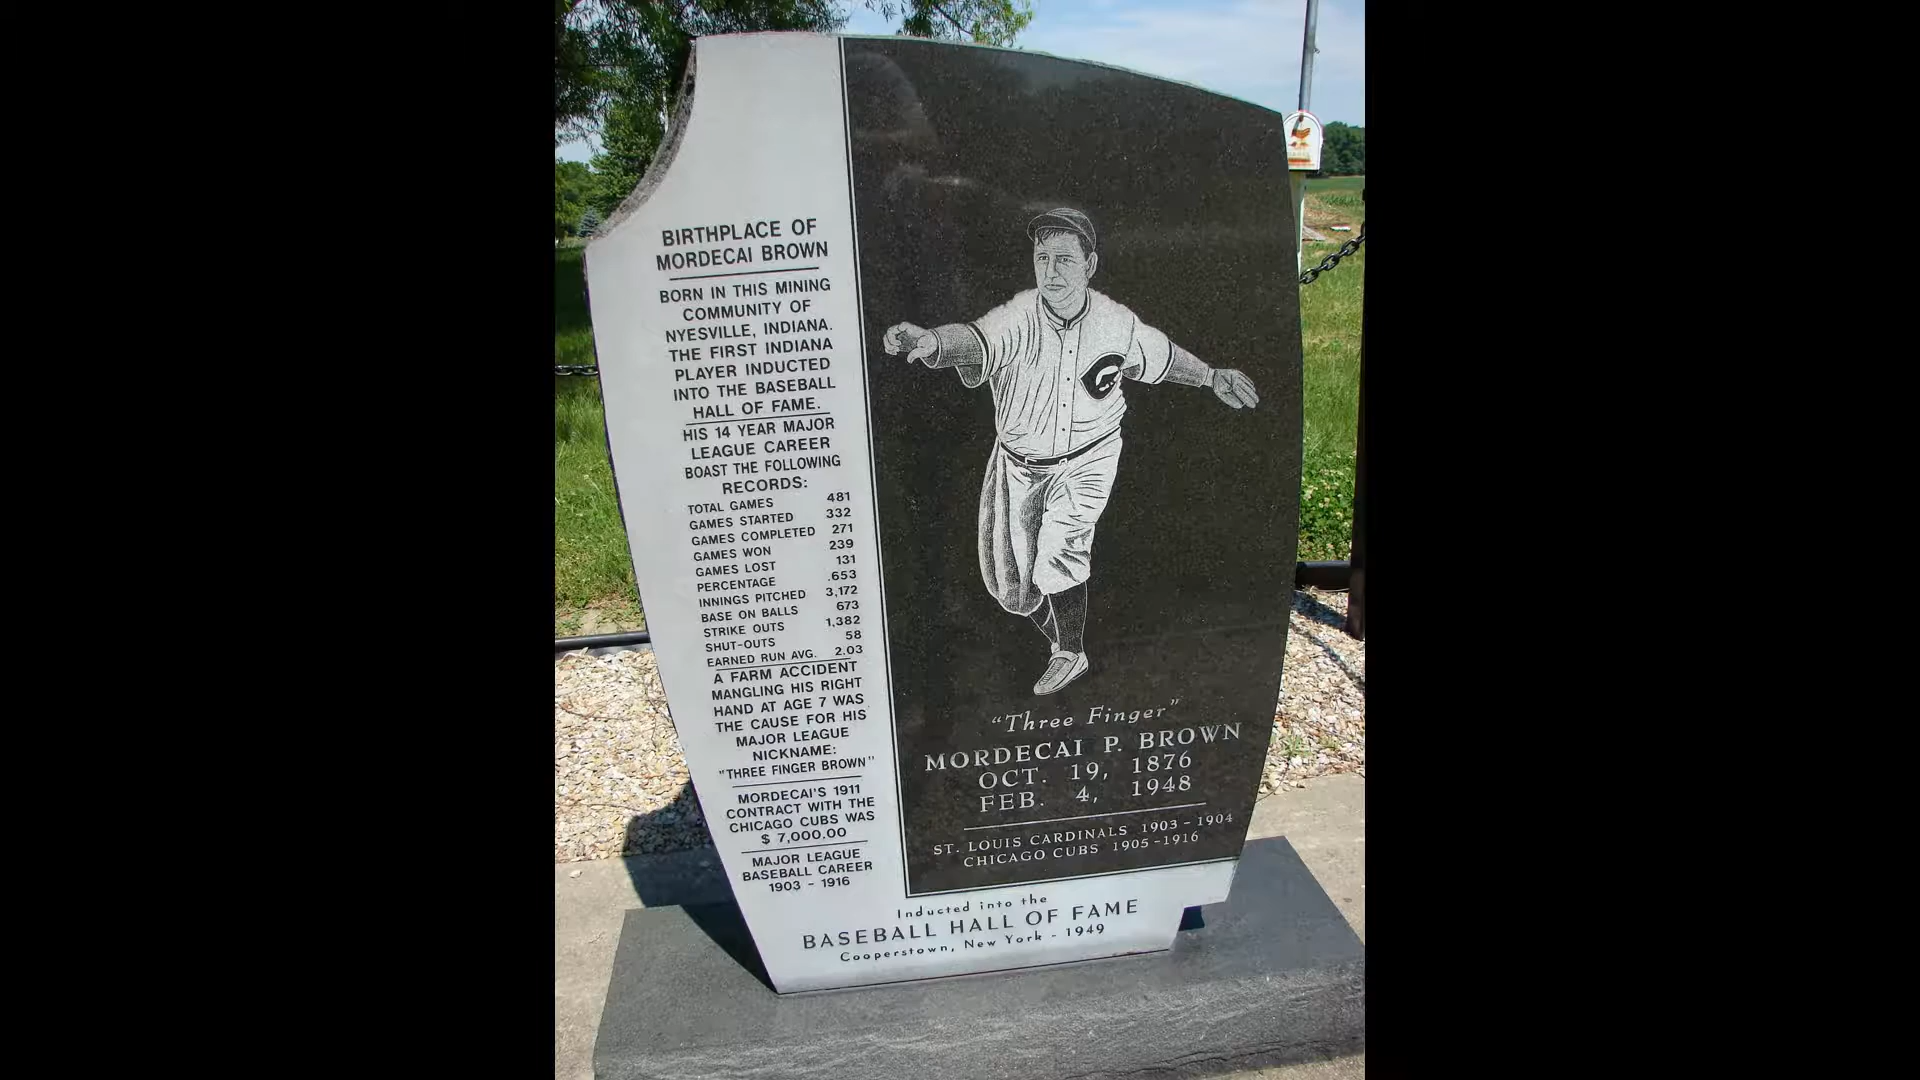 BIRTHPLACE OF
MORDECAI BROWN
BORN IN THIS MINING
COMMUNITY OF
NYESVILLE, INDIANA.
THE FIRST INDIANA
PLAYER INDUCTED
INTO THE BASEBALL
HALL OF FAME.
HIS 14 YEAR MAJOR
LEAGUE CAREER
BOAST THE FOLLOWING
RECORDS:
TOTAL GAMES 481
GAMES STARTED 332
GAMES COMPLETED 271
GAMES WON 239
GAMES LOST 131
PERCENTAGE .653
INNINGS PITCHED 3,172
BASE ON BALLS 673
STRIKE OUTS 1,382
SHUT-OUTS 58
EARNED RUN AVG. 2.03
A FARM ACCIDENT
MANGLING HIS RIGHT
HAND AT AGE 7 WAS
THE CAUSE FOR HIS
MAJOR LEAGUE
NICKNAME:
"THREE FINGER BROWN"
MORDECAI'S 1911
CONTRACT WITH THE
CHICAGO CUBS WAS
$ 7,000.00
MAJOR LEAGUE
BASEBALL CAREER
1903 - 1916
"Three Finger"
MORDECAI P. BROWN
OCT. 19, 1876
FEB. 4, 1948
ST. LOUIS CARDINALS 1903 - 1904
CHICAGO CUBS 1905 - 1916
Inducted into the
BASEBALL HALL OF FAME
Cooperstown, New York - 1949